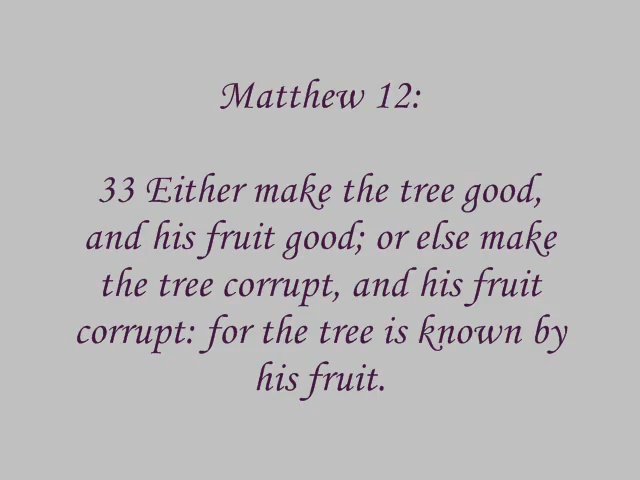 Matthew 12:
33 Either make the tree good,
and his fruit good; or else make
the tree corrupt, and his fruit
corrupt: for the tree is known by
his fruit.